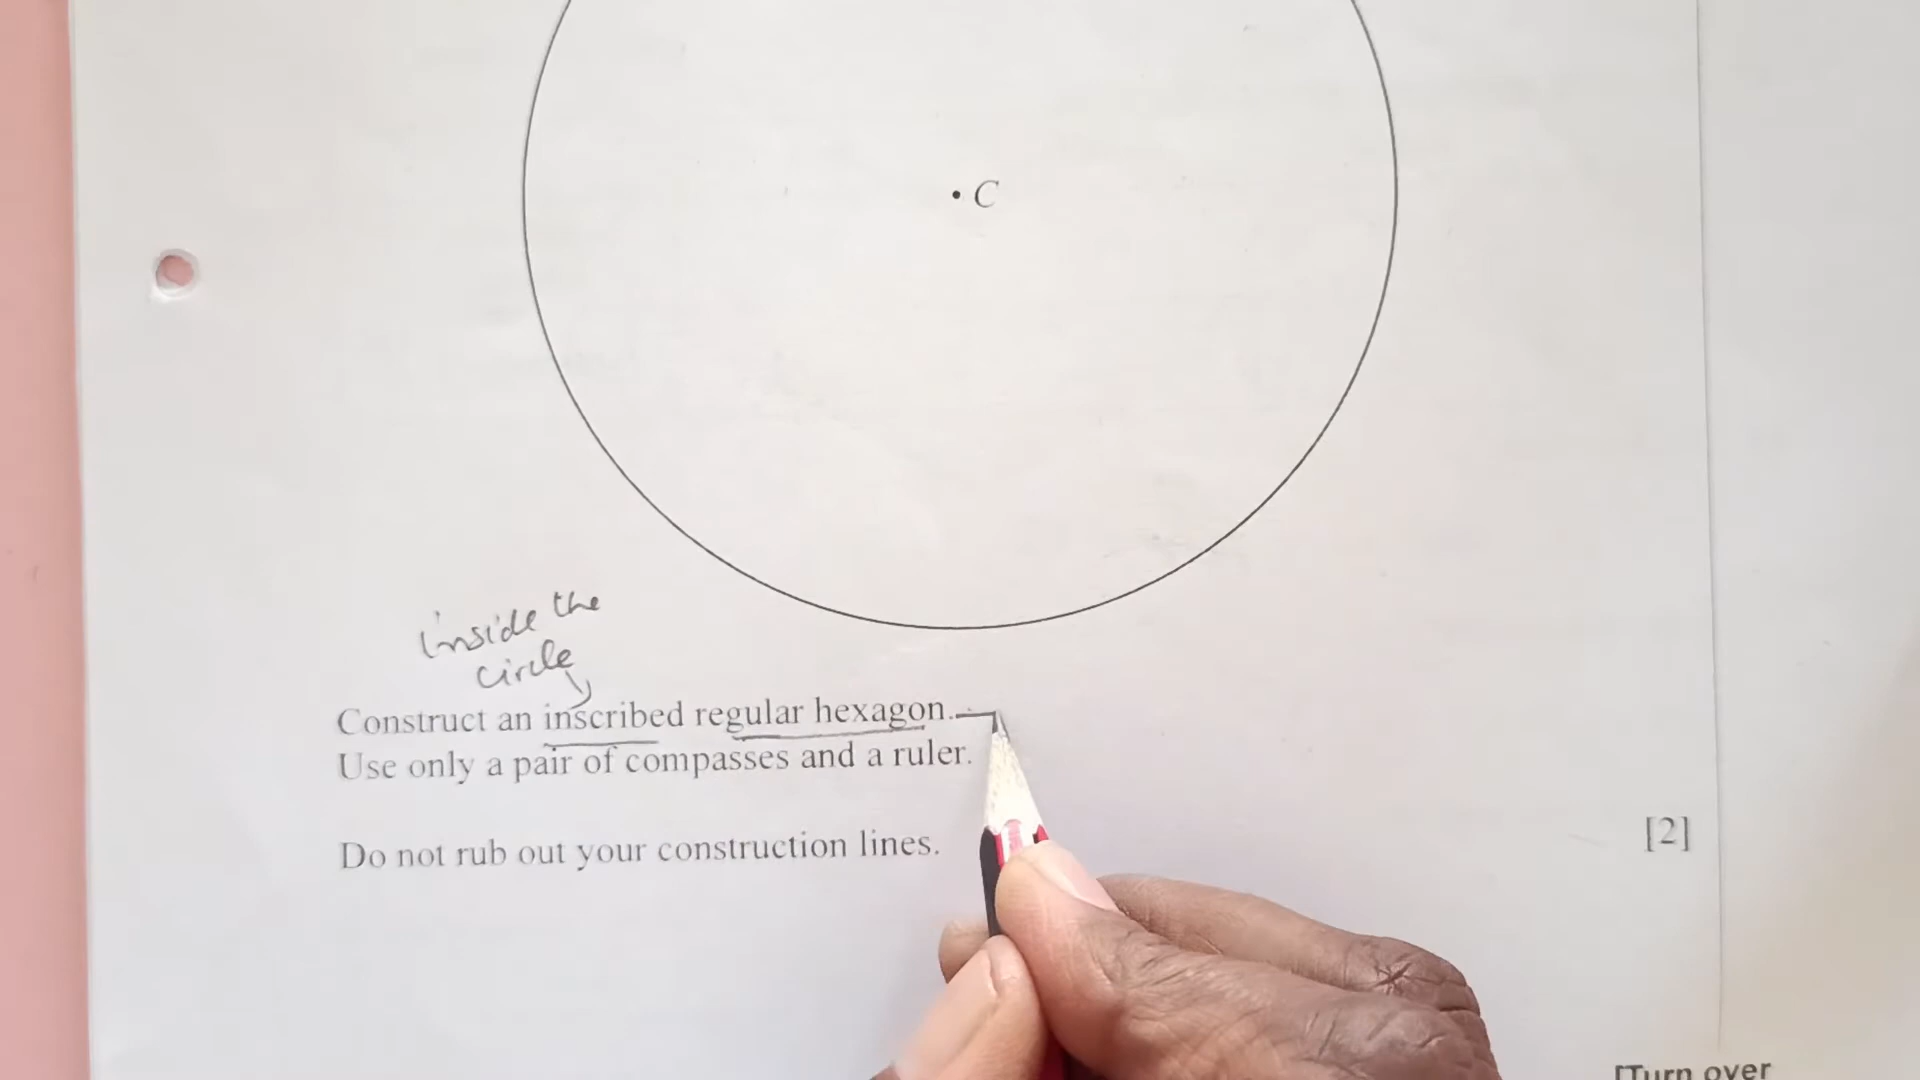 • C
inside the
circle
Construct an inscribed regular hexagon.
Use only a pair of compasses and a ruler.
Do not rub out your construction lines.
[2]
[Turn over